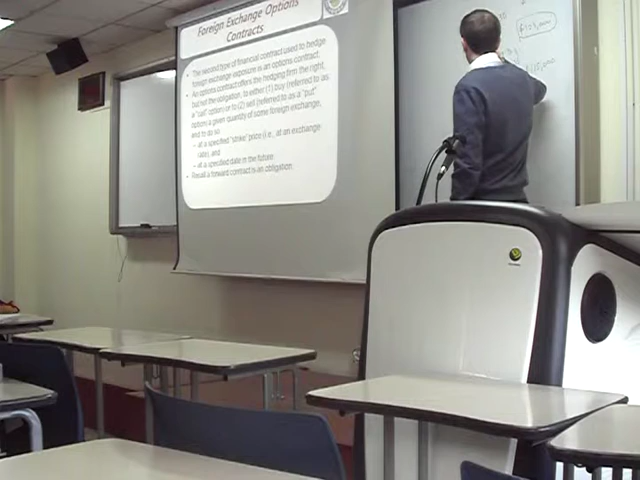 Foreign Exchange Options
Contracts
• The second type of financial contract used to hedge
foreign exchange exposure is an options contract.
• An options contract offers the hedging firm the right,
but not the obligation, to either (1) buy (referred to as
a "call" option) or to (2) sell (referred to as a "put"
option) a given quantity of some foreign exchange,
and to do so
– at a specified "strike" price (i.e., at an exchange
rate), and
– at a specified date in the future.
• Recall a forward contract is an obligation.